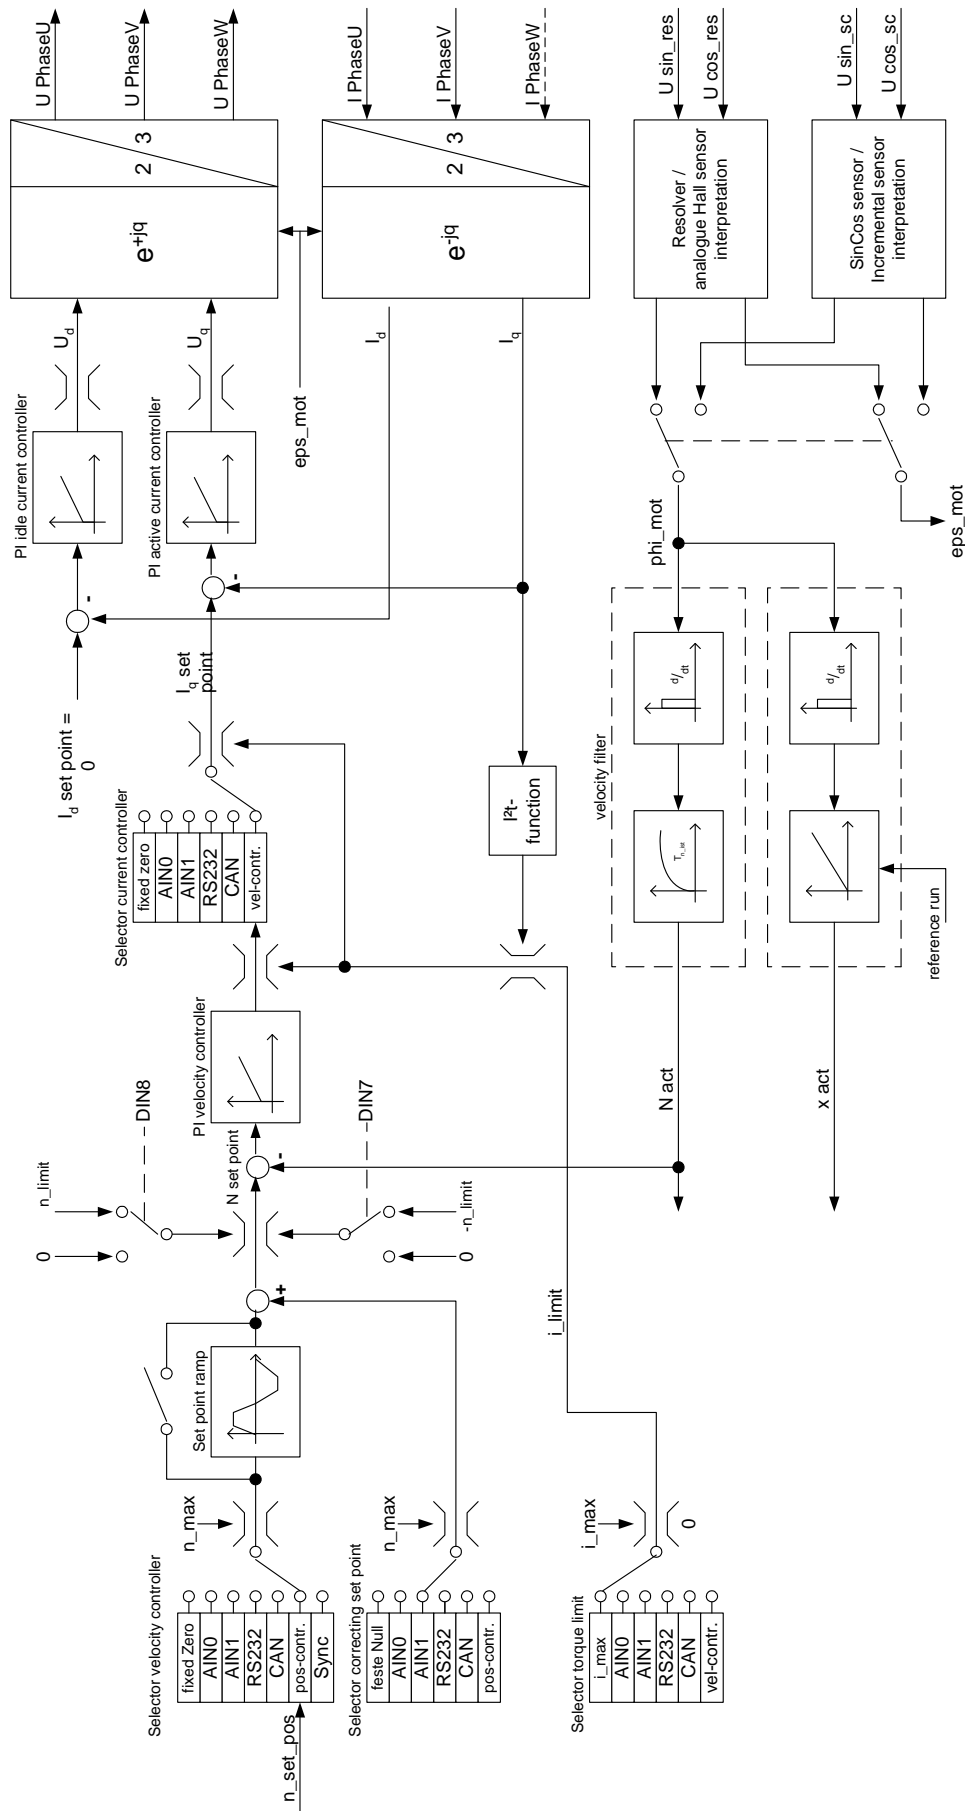 Selector velocity controller
fixed Zero
AIN0
AIN1
RS232
CAN
pos-contr.
Sync
n_set_pos
n_max
Set point ramp
+
0
n_limit
DIN8
N set point
-
DIN7
0
-n_limit
PI velocity controller
Selector current controller
fixed zero
AIN0
AIN1
RS232
CAN
vel-contr.
Iq set
point
Id set point =
0
-
-
PI idle current controller
PI active current controller
Ud
Uq
e+jq
2
3
U PhaseU
U PhaseV
U PhaseW
eps_mot
Id
Iq
e-jq
2
3
I PhaseU
I PhaseV
I PhaseW
Selector correcting set point
feste Null
AIN0
AIN1
RS232
CAN
pos-contr.
n_max
Selector torque limit
i_max
AIN0
AIN1
RS232
CAN
vel-contr.
i_max
0
i_limit
I²t-
function
velocity filter
Tn_ist
d/dt
N act
phi_mot
Resolver /
analogue Hall sensor
interpretation
U sin_res
U cos_res
x act
reference run
d/dt
eps_mot
SinCos sensor /
Incremental sensor
interpretation
U sin_sc
U cos_sc